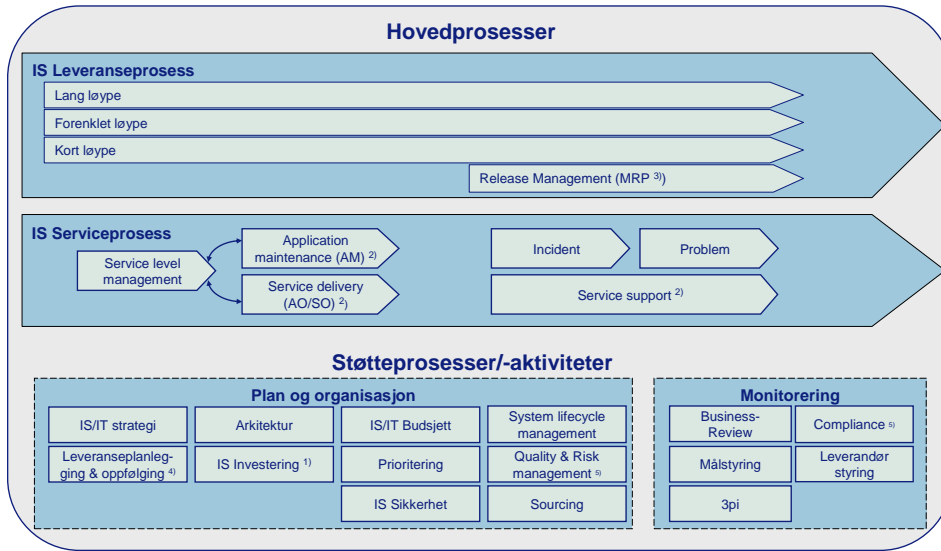 Hovedprosesser
IS Leveranseprosess
Lang løype
Forenklet løype
Kort løype
Release Management (MRP 3))
IS Serviceprosess
Service level
management
Application
maintenance (AM) 2)
Service delivery
(AO/SO) 2)
Incident
Problem
Service support 2)
Støtteprosesser/-aktiviteter
Plan og organisasjon
IS/IT strategi
Arkitektur
IS/IT Budsjett
System lifecycle
management
Leveranseplanleg-
ging & oppfølging 4)
IS Investering 1)
Prioritering
Quality & Risk
management 5)
IS Sikkerhet
Sourcing
Monitorering
Business-
Review
Compliance 5)
Målstyring
Leverandør
styring
3pi